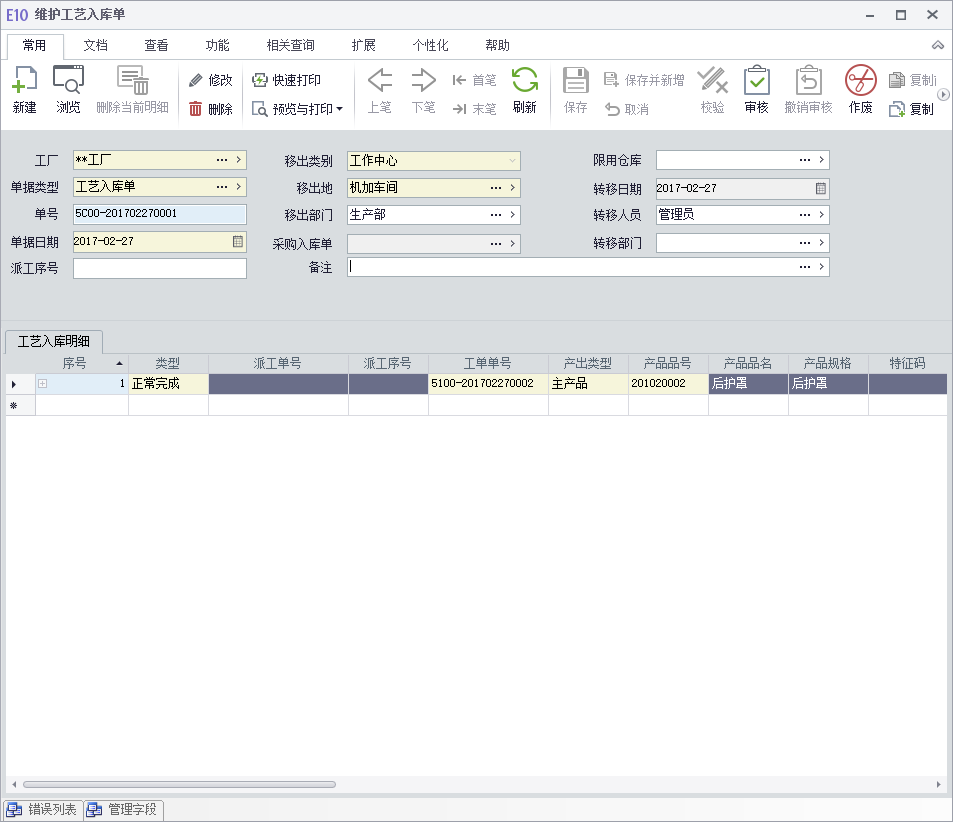 E10 维护工艺入库单
常用 文档 查看 功能 相关查询 扩展 个性化 帮助
新建 浏览 删除当前明细 修改 删除 快速打印 预览与打印 上笔 下笔 首笔 末笔 刷新 保存 保存并新增 取消 校验 审核 撤销审核 作废 复制 复制
工厂 **工厂 移出类别 工作中心 限用仓库
单据类型 工艺入库单 移出地 机加车间 转移日期 2017-02-27
单号 5C00-201702270001 移出部门 生产部 转移人员 管理员
单据日期 2017-02-27 采购入库单 转移部门
派工序号 备注
工艺入库明细
序号 类型 派工单号 派工序号 工单单号 产出类型 产品品号 产品品名 产品规格 特征码
1 正常完成 5100-201702270002 主产品 201020002 后护罩 后护罩
错误列表 管理字段